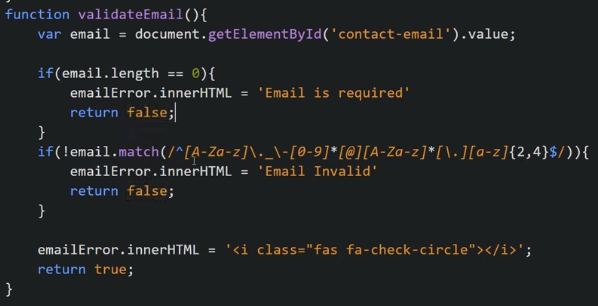 function validateEmail(){
var email = document.getElementById('contact-email').value;
if(email.length == 0){
emailError.innerHTML = 'Email is required'
return false;
}
if(!email.match(/^[A-Za-z]\._\-[0-9]*[@][A-Za-z]*[\.][a-z]{2,4}$/)){
emailError.innerHTML = 'Email Invalid'
return false;
}
emailError.innerHTML = '<i class="fas fa-check-circle"></i>';
return true;
}